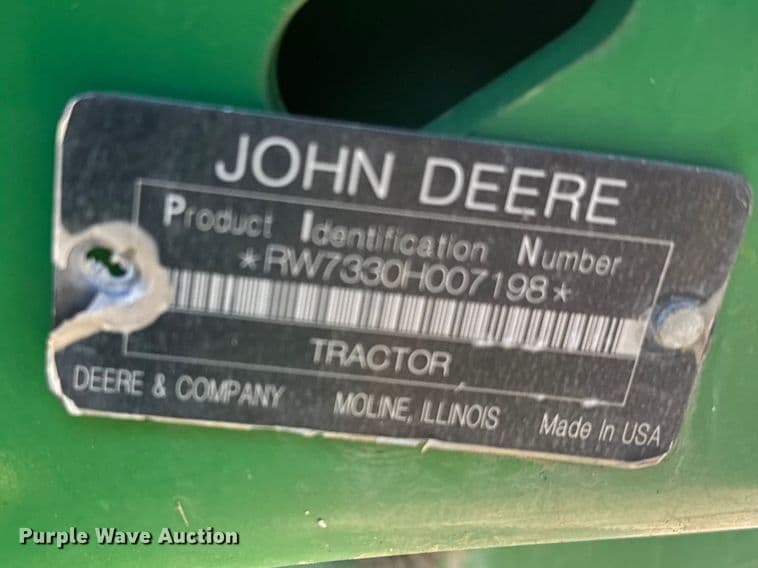 JOHN DEERE
Product Identification Number
*RW7330H007198*
TRACTOR
DEERE & COMPANY MOLINE, ILLINOIS Made In USA
Purple Wave Auction